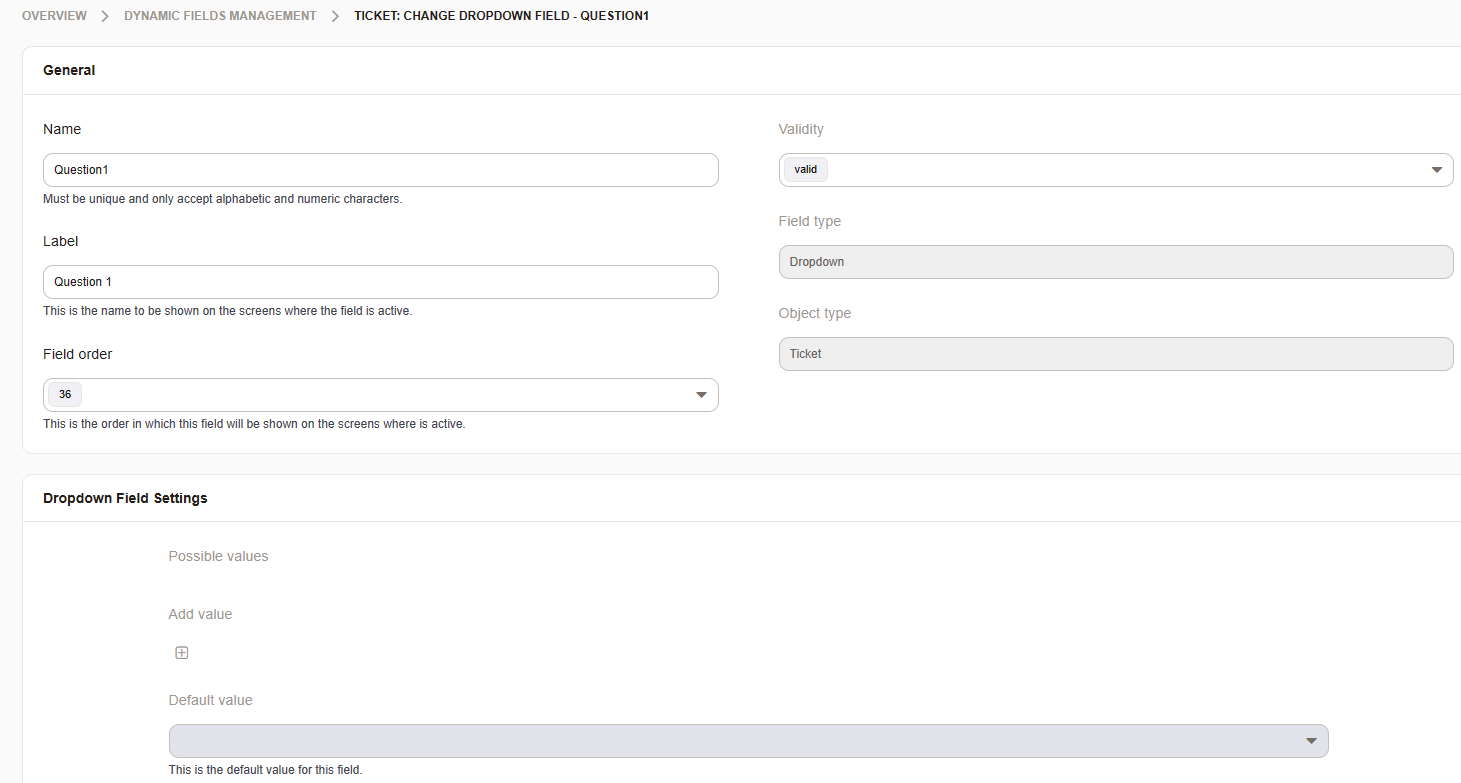 OVERVIEW > DYNAMIC FIELDS MANAGEMENT > TICKET: CHANGE DROPDOWN FIELD - QUESTION1
General
Name
Question1
Must be unique and only accept alphabetic and numeric characters.
Label
Question 1
This is the name to be shown on the screens where the field is active.
Field order
36
This is the order in which this field will be shown on the screens where is active.
Validity
valid
Field type
Dropdown
Object type
Ticket
Dropdown Field Settings
Possible values
Add value
Default value
This is the default value for this field.